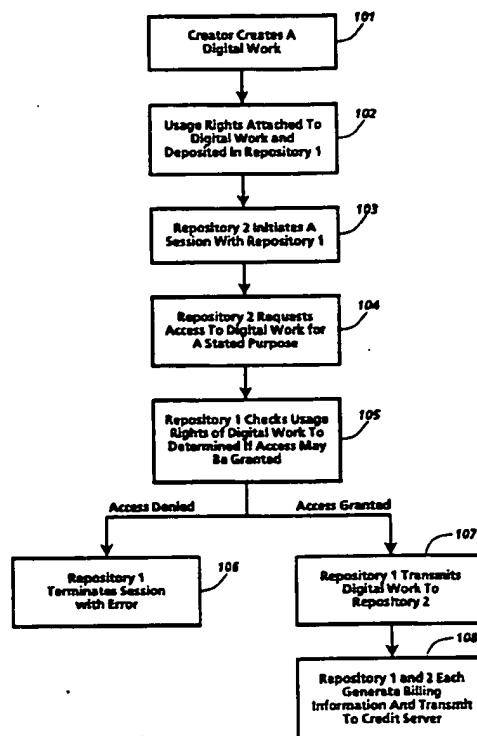 101
Creator Creates A
Digital Work
102
Usage Rights Attached To
Digital Work and
Deposited In Repository 1
103
Repository 2 Initiates A
Session With Repository 1
104
Repository 2 Requests
Access To Digital Work for
A Stated Purpose
105
Repository 1 Checks Usage
Rights of Digital Work To
Determined If Access May
Be Granted
Access Denied
Access Granted
106
Repository 1
Terminates Session
with Error
107
Repository 1 Transmits
Digital Work To
Repository 2
108
Repository 1 and 2 Each
Generate Billing
Information And Transmit
To Credit Server